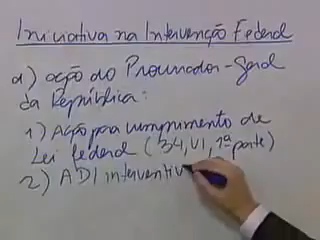 Iniciativa na Intervenção Federal
d) ação do Procurador-Geral
da República:
1) Ação para cumprimento de
Lei federal (34, VI, 1ª parte)
2) ADI interventiv